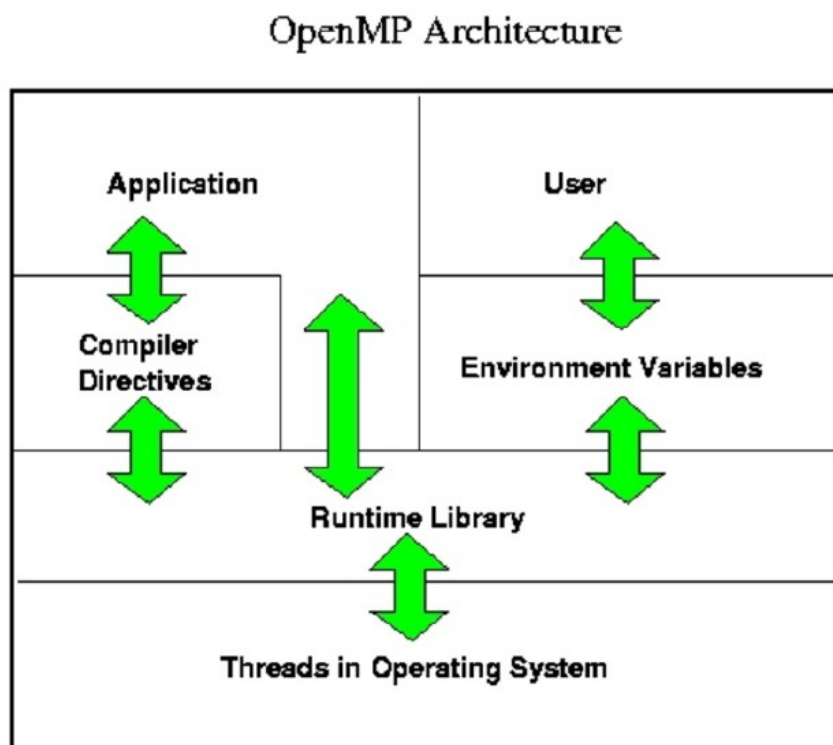 OpenMP Architecture
Application
User
Compiler
Directives
Environment Variables
Runtime Library
Threads in Operating System